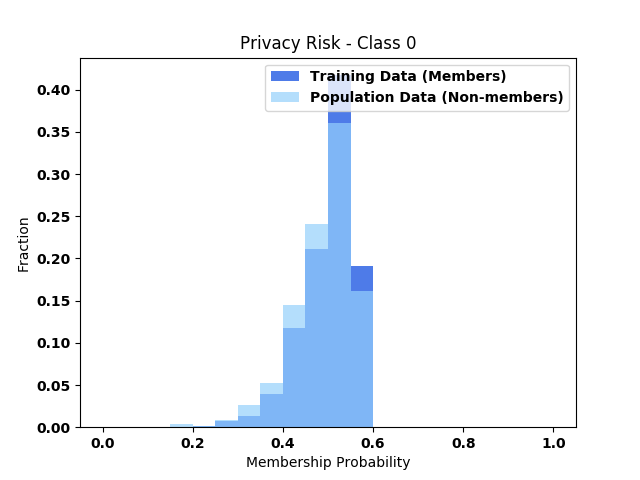 Privacy Risk - Class 0
Training Data (Members)
Population Data (Non-members)
0.40
0.35
0.30
0.25
0.20
0.15
0.10
0.05
0.00
Fraction
0.0 0.2 0.4 0.6 0.8 1.0
Membership Probability